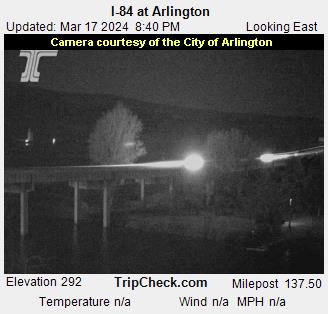 I-84 at Arlington
Updated: Mar 17 2024 8:40 PM Looking East
Camera courtesy of the City of Arlington
Elevation 292 TripCheck.com Milepost 137.50
Temperature n/a Wind n/a MPH n/a